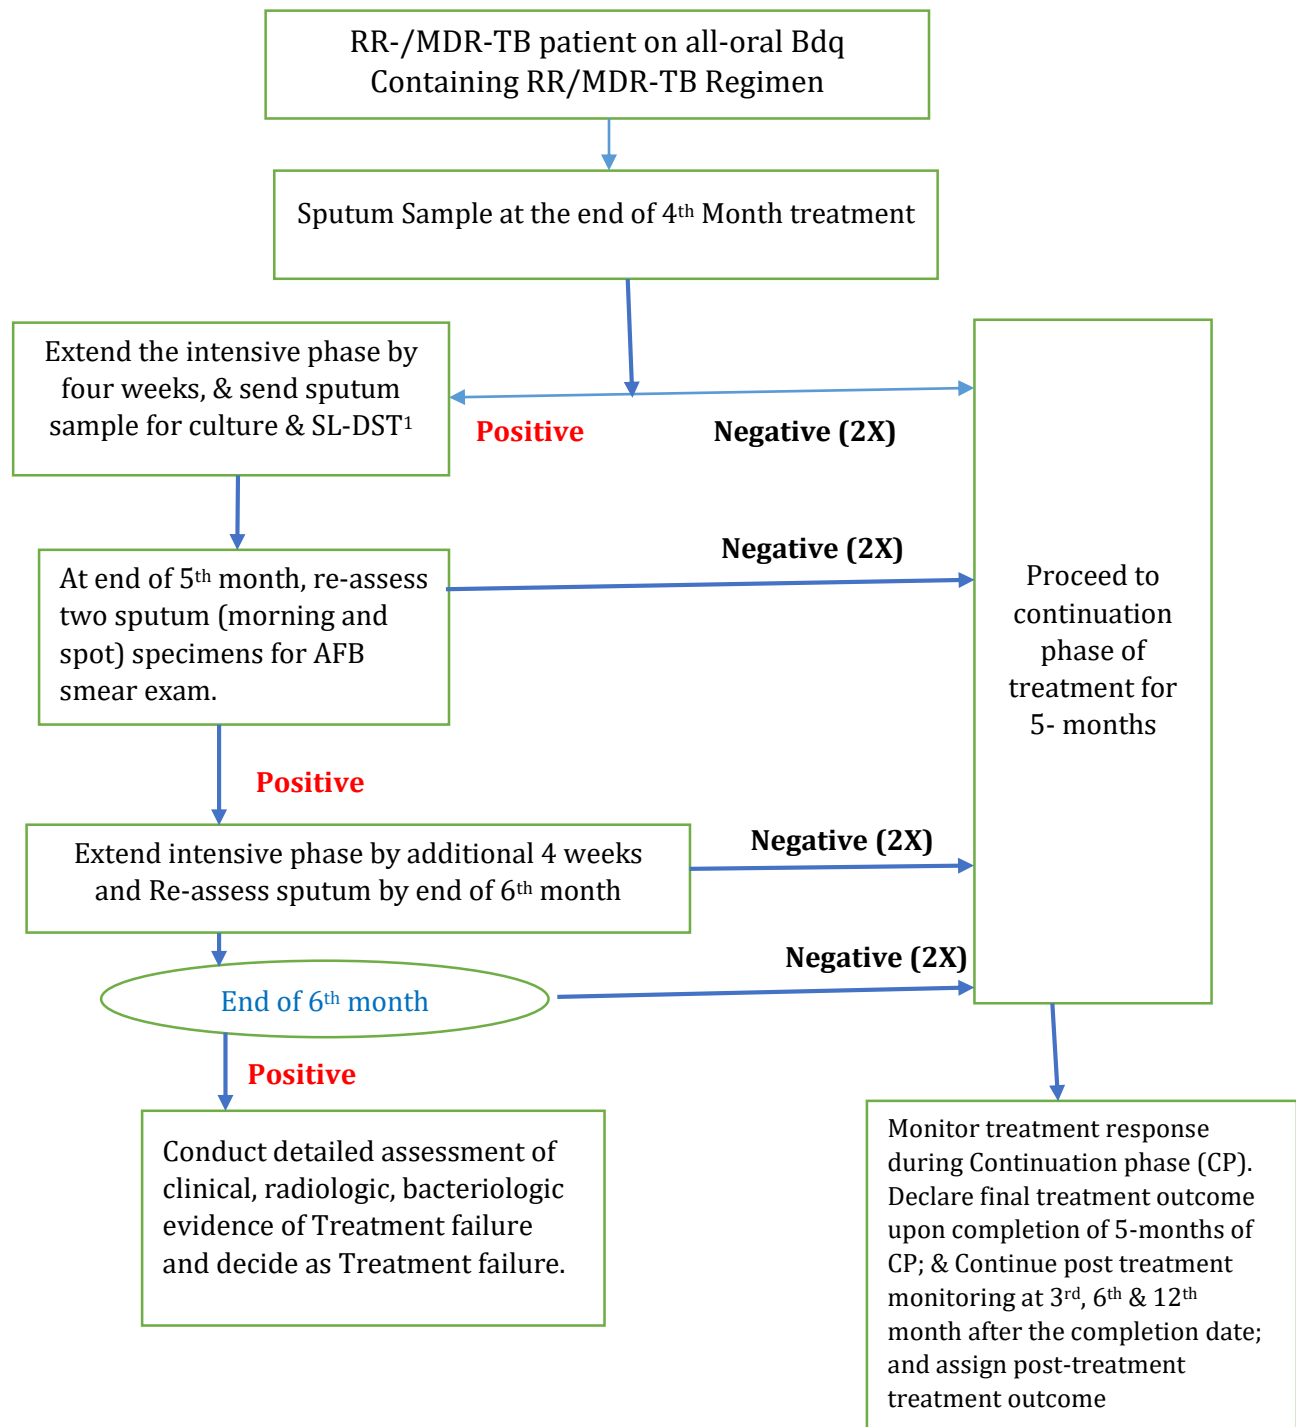 RR-/MDR-TB patient on all-oral Bdq
Containing RR/MDR-TB Regimen
Sputum Sample at the end of 4th Month treatment
Extend the intensive phase by
four weeks, & send sputum
sample for culture & SL-DST1
Positive
Negative (2X)
At end of 5th month, re-assess
two sputum (morning and
spot) specimens for AFB
smear exam.
Negative (2X)
Proceed to
continuation
phase of
treatment for
5- months
Positive
Extend intensive phase by additional 4 weeks
and Re-assess sputum by end of 6th month
Negative (2X)
End of 6th month
Negative (2X)
Positive
Conduct detailed assessment of
clinical, radiologic, bacteriologic
evidence of Treatment failure
and decide as Treatment failure.
Monitor treatment response
during Continuation phase (CP).
Declare final treatment outcome
upon completion of 5-months of
CP; & Continue post treatment
monitoring at 3rd, 6th & 12th
month after the completion date;
and assign post-treatment
treatment outcome